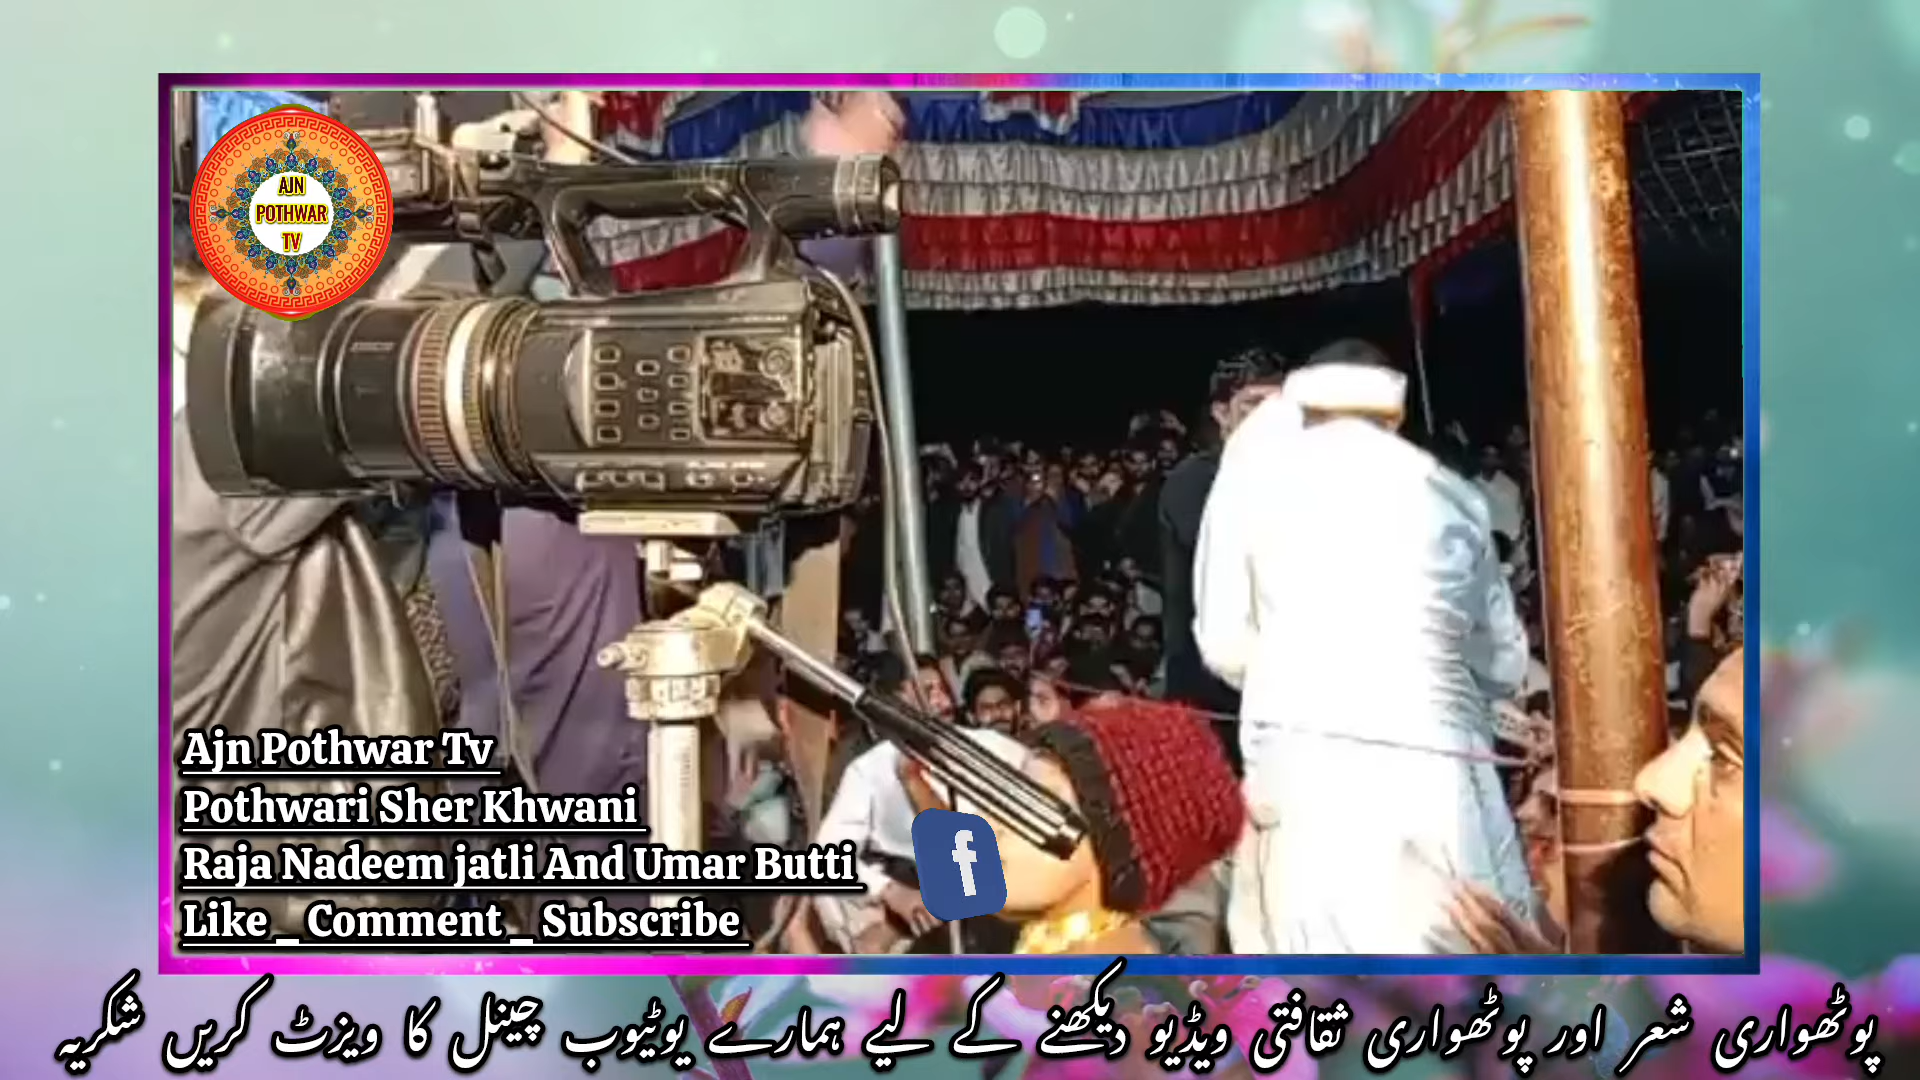 AJN
POTHWAR
TV
Ajn Pothwar Tv
Pothwari Sher Khwani
Raja Nadeem jatli And Umar Butti
Like _ Comment _ Subscribe
f
پوٹھواری شعر اور پوٹھواری ثقافتی ویڈیو دیکھنے کے لیے ہمارے یوٹیوب چینل کا ویزٹ کریں شکریہ